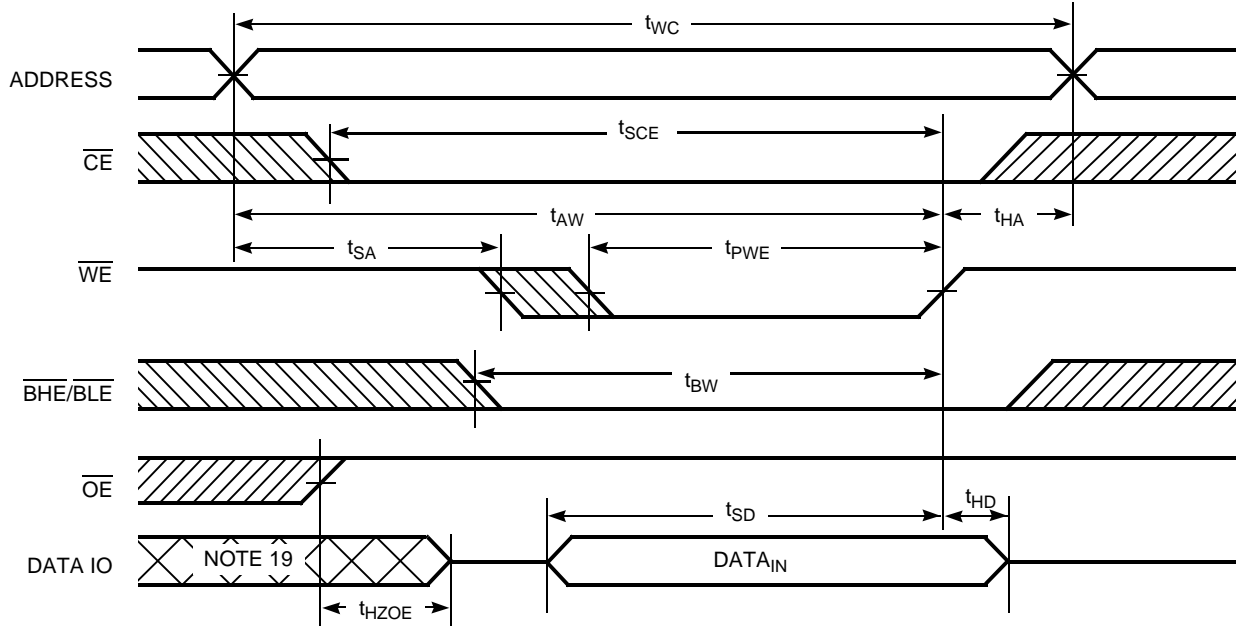 tWC
ADDRESS
tSCE
CE
tAW
tHA
tSA
tPWE
WE
tBW
BHE/BLE
OE
tSD
tHD
DATA IO
NOTE 19
DATAIN
tHZOE